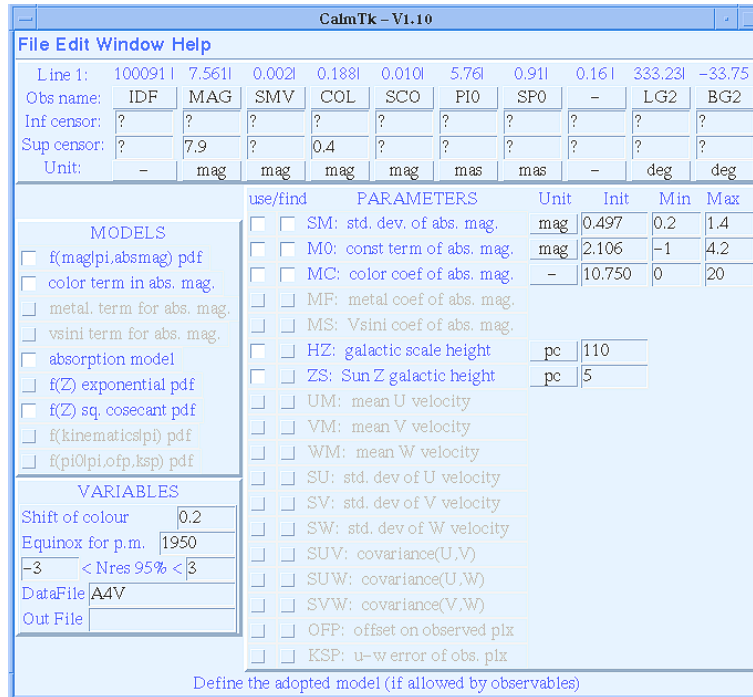 CalmTk – V1.10
File Edit Window Help
Line 1: 100091| 7.561| 0.002| 0.188| 0.010| 5.76| 0.91| 0.16| 333.23| −33.75
Obs name: IDF MAG SMV COL SCO PI0 SP0 – LG2 BG2
Inf censor: ? ? ? ? ? ? ? ? ? ?
Sup censor: ? 7.9 ? 0.4 ? ? ? ? ? ?
Unit: – mag mag mag mag mas mas – deg deg
MODELS
f(mag|pi,absmag) pdf
color term in abs. mag.
metal. term for abs. mag.
vsini term for abs. mag.
absorption model
f(Z) exponential pdf
f(Z) sq. cosecant pdf
f(kinematics|pi) pdf
f(pi0|pi,ofp,ksp) pdf
VARIABLES
Shift of colour 0.2
Equinox for p.m. 1950
−3 < Nres 95% < 3
DataFile A4V
Out File
use/find PARAMETERS Unit Init Min Max
SM: std. dev. of abs. mag. mag 0.497 0.2 1.4
M0: const term of abs. mag. mag 2.106 −1 4.2
MC: color coef of abs. mag. – 10.750 0 20
MF: metal coef of abs. mag.
MS: Vsini coef of abs. mag.
HZ: galactic scale height pc 110
ZS: Sun Z galactic height pc 5
UM: mean U velocity
VM: mean V velocity
WM: mean W velocity
SU: std. dev of U velocity
SV: std. dev of V velocity
SW: std. dev of W velocity
SUV: covariance(U,V)
SUW: covariance(U,W)
SVW: covariance(V,W)
OFP: offset on observed plx
KSP: u−w error of obs. plx
Define the adopted model (if allowed by observables)